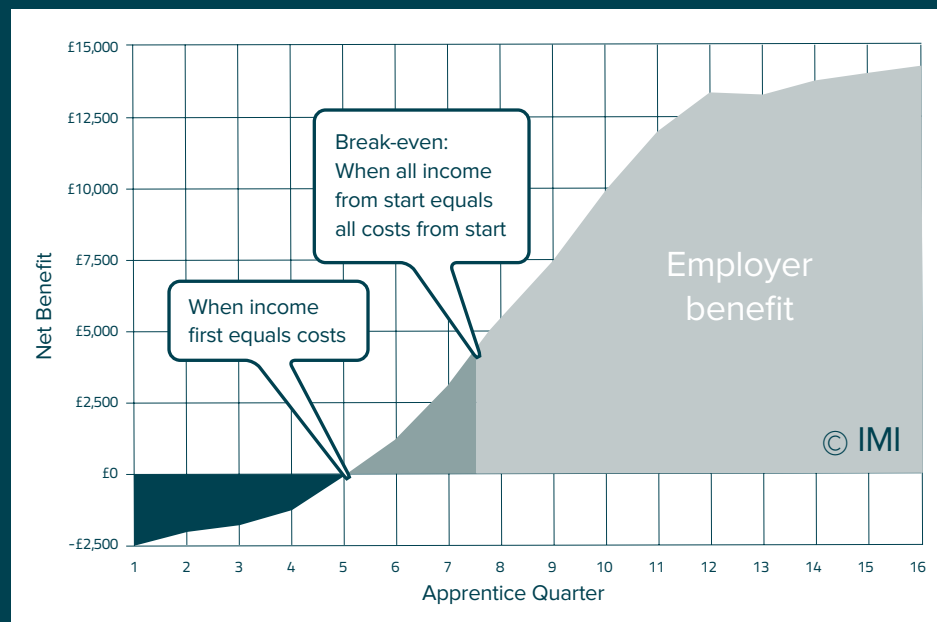 £15,000
£12,500
£10,000
£7,500
£5,000
£2,500
£0
-£2,500
Net Benefit
Break-even:
When all income
from start equals
all costs from start
When income
first equals costs
Employer
benefit
© IMI
1 2 3 4 5 6 7 8 9 10 11 12 13 14 15 16
Apprentice Quarter